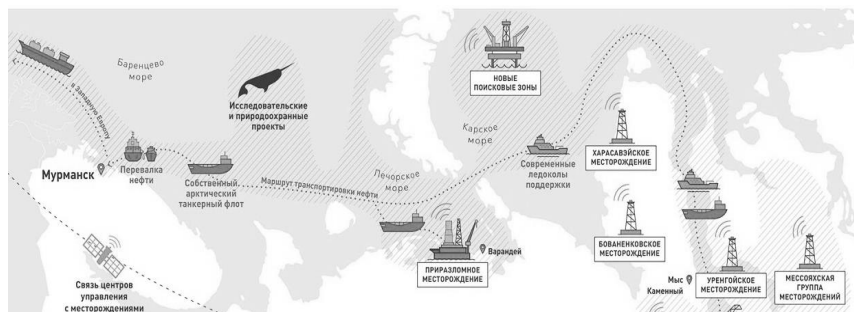 Баренцево
море
в Западную Европу
Исследовательские
и природоохранные
проекты
НОВЫЕ
ПОИСКОВЫЕ ЗОНЫ
Карское
море
ХАРАСАВЭЙСКОЕ
МЕСТОРОЖДЕНИЕ
Мурманск
Перевалка
нефти
Собственный
арктический
танкерный флот
Маршрут транспортировки нефти
Печорское
море
Современные
ледоколы
поддержки
Варандей
ПРИРАЗЛОМНОЕ
МЕСТОРОЖДЕНИЕ
БОВАНЕНКОВСКОЕ
МЕСТОРОЖДЕНИЕ
Мыс
Каменный
УРЕНГОЙСКОЕ
МЕСТОРОЖДЕНИЕ
МЕССОЯХСКАЯ
ГРУППА
МЕСТОРОЖДЕНИЙ
Связь центров
управления
с месторождениями